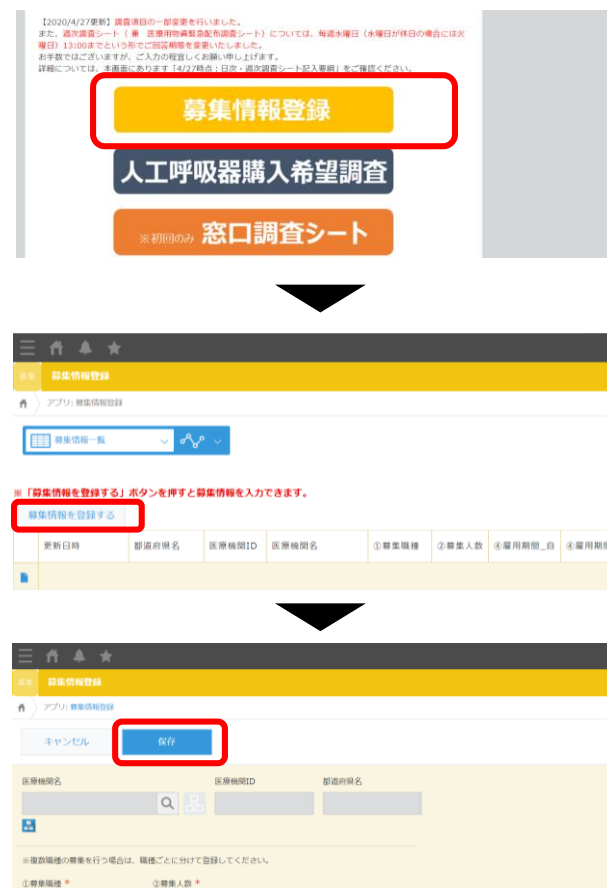 【2020/4/27更新】調査項目の一部変更を行いました。
また、週次調査シート（兼 医療用物資緊急配布調査シート）については、毎週水曜日（水曜日が休日の場合には火
曜日）13:00までという形でご回答期限を変更いたしました。
お手数ではございますが、ご入力の程宜しくお願い申し上げます。
詳細については、本画面にあります「4/27時点：日次・週次調査シート記入要綱」をご確認ください。
募集情報登録
人工呼吸器購入希望調査
※初回のみ 窓口調査シート
募集 募集情報登録
アプリ: 募集情報登録
募集情報一覧
※「募集情報を登録する」ボタンを押すと募集情報を入力できます。
募集情報を登録する
更新日時 都道府県名 医療機関ID 医療機関名 ①募集職種 ②募集人数 ④雇用期間_自 ④雇用期間
募集 募集情報登録
アプリ: 募集情報登録
キャンセル 保存
医療機関名 医療機関ID 都道府県名
※複数職種の募集を行う場合は、職種ごとに分けて登録してください。
①募集職種 * ②募集人数 *